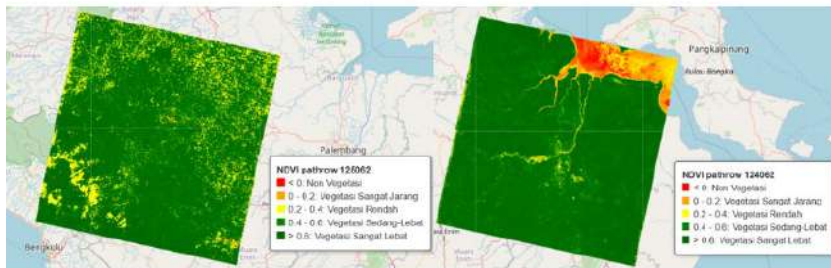 Palembang
Bengkulu
NDVI pathrow 125062
< 0: Non Vegetasi
0 - 0.2: Vegetasi Sangat Jarang
0.2 - 0.4: Vegetasi Rendah
0.4 - 0.6: Vegetasi Sedang-Lebat
> 0.6: Vegetasi Sangat Lebat
Pangkapinang
Pulau Bangka
NDVI pathrow 124062
< 0: Non Vegetasi
0 - 0.2: Vegetasi Sangat Jarang
0.2 - 0.4: Vegetasi Rendah
0.4 - 0.6: Vegetasi Sedang-Lebat
> 0.6: Vegetasi Sangat Lebat